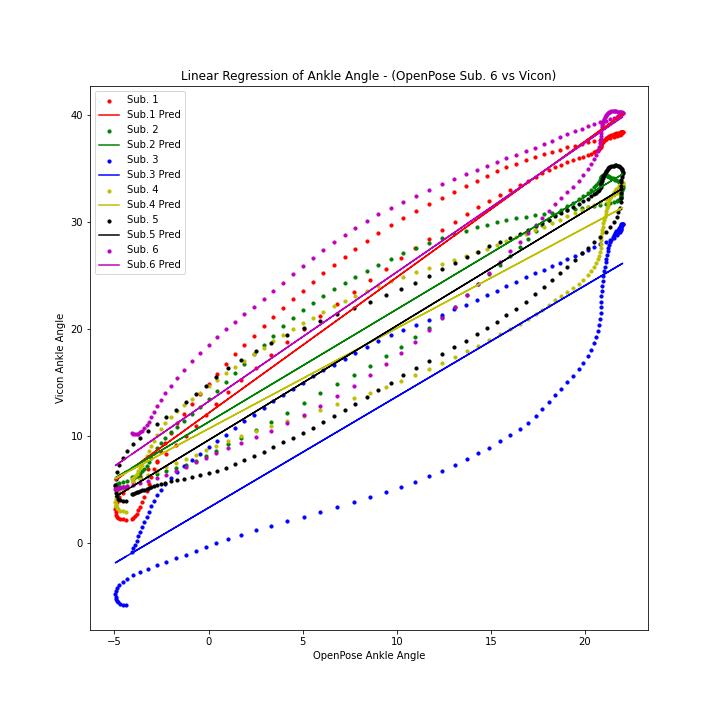 Linear Regression of Ankle Angle - (OpenPose Sub. 6 vs Vicon)
Sub. 1
Sub.1 Pred
Sub. 2
Sub.2 Pred
Sub. 3
Sub.3 Pred
Sub. 4
Sub.4 Pred
Sub. 5
Sub.5 Pred
Sub. 6
Sub.6 Pred
40
30
20
10
0
Vicon Ankle Angle
−5 0 5 10 15 20
OpenPose Ankle Angle